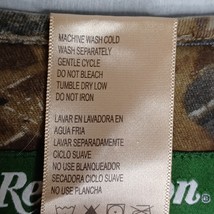 MACHINE WASH COLD
WASH SEPARATELY
GENTLE CYCLE
DO NOT BLEACH
TUMBLE DRY LOW
DO NOT IRON
LAVAR EN LAVADORA EN
AGUA FRIA
LAVAR SEPARADAMENTE
CICLO SUAVE
NO USE BLANQUEADOR
SECADORA CICLO SUAVE
NO USE PLANCHA
Re n